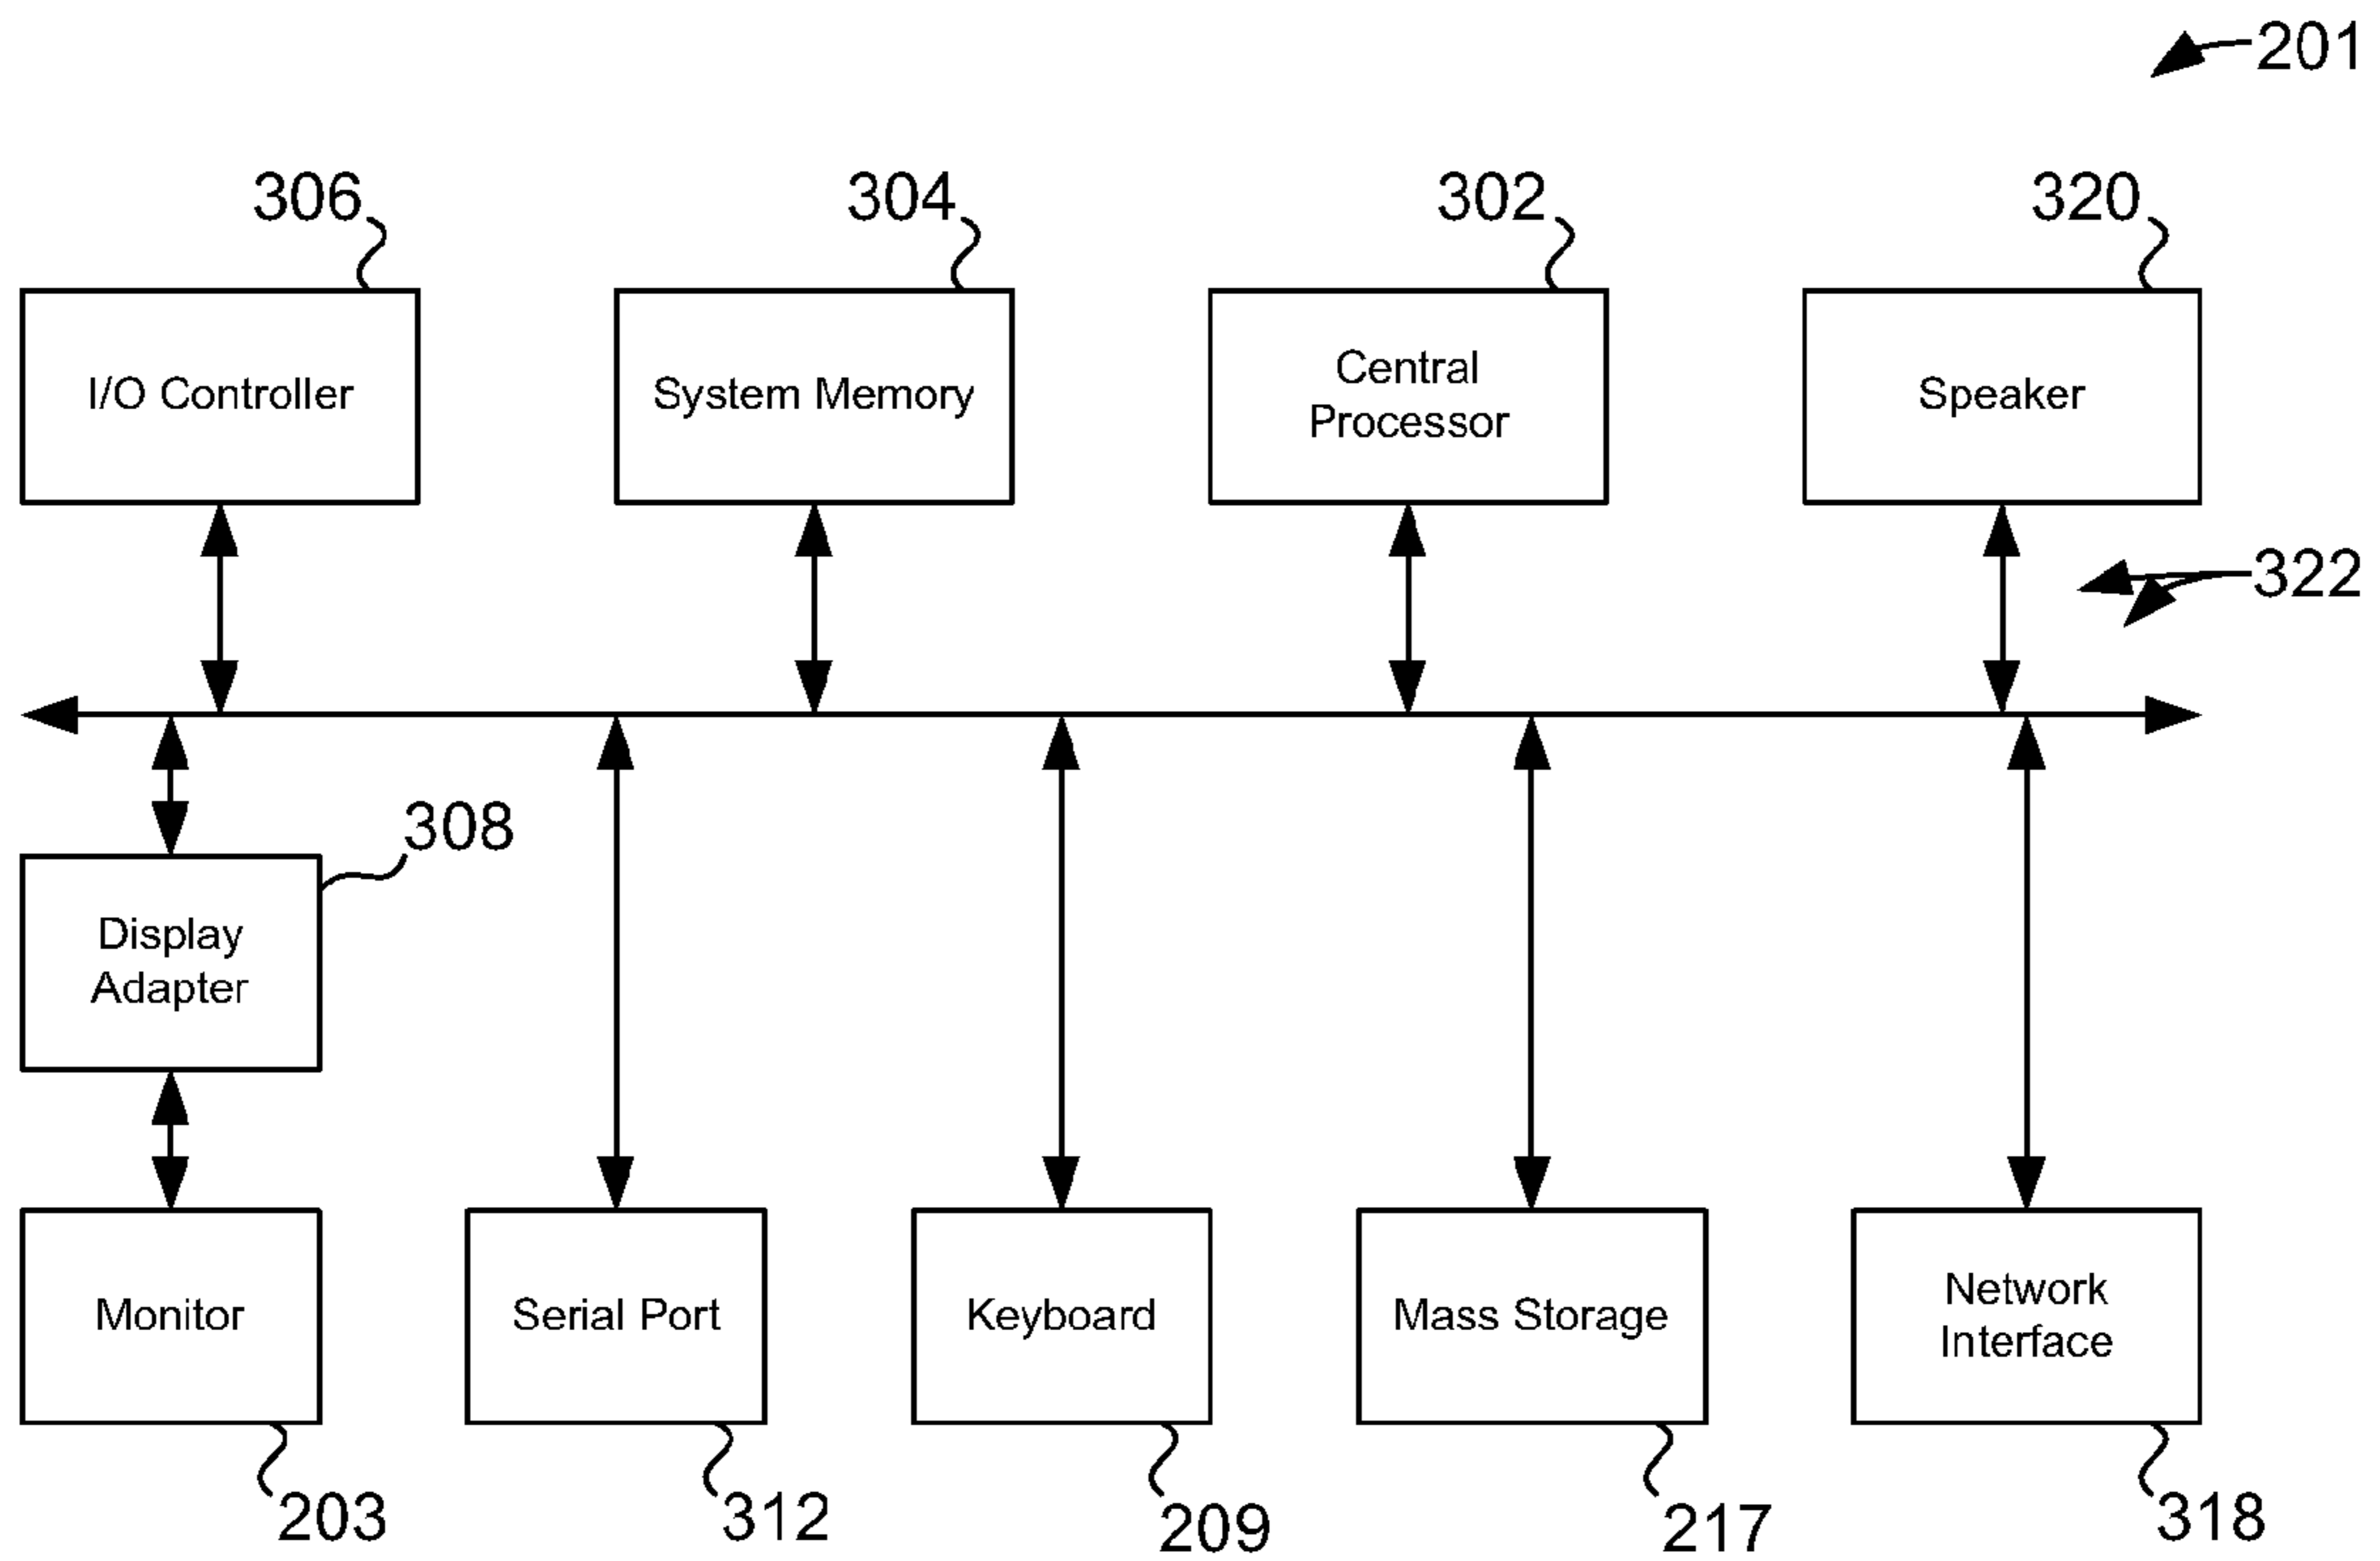 201
306
304
302
320
I/O Controller
System Memory
Central
Processor
Speaker
322
308
Display
Adapter
Monitor
Serial Port
Keyboard
Mass Storage
Network
Interface
203
312
209
217
318